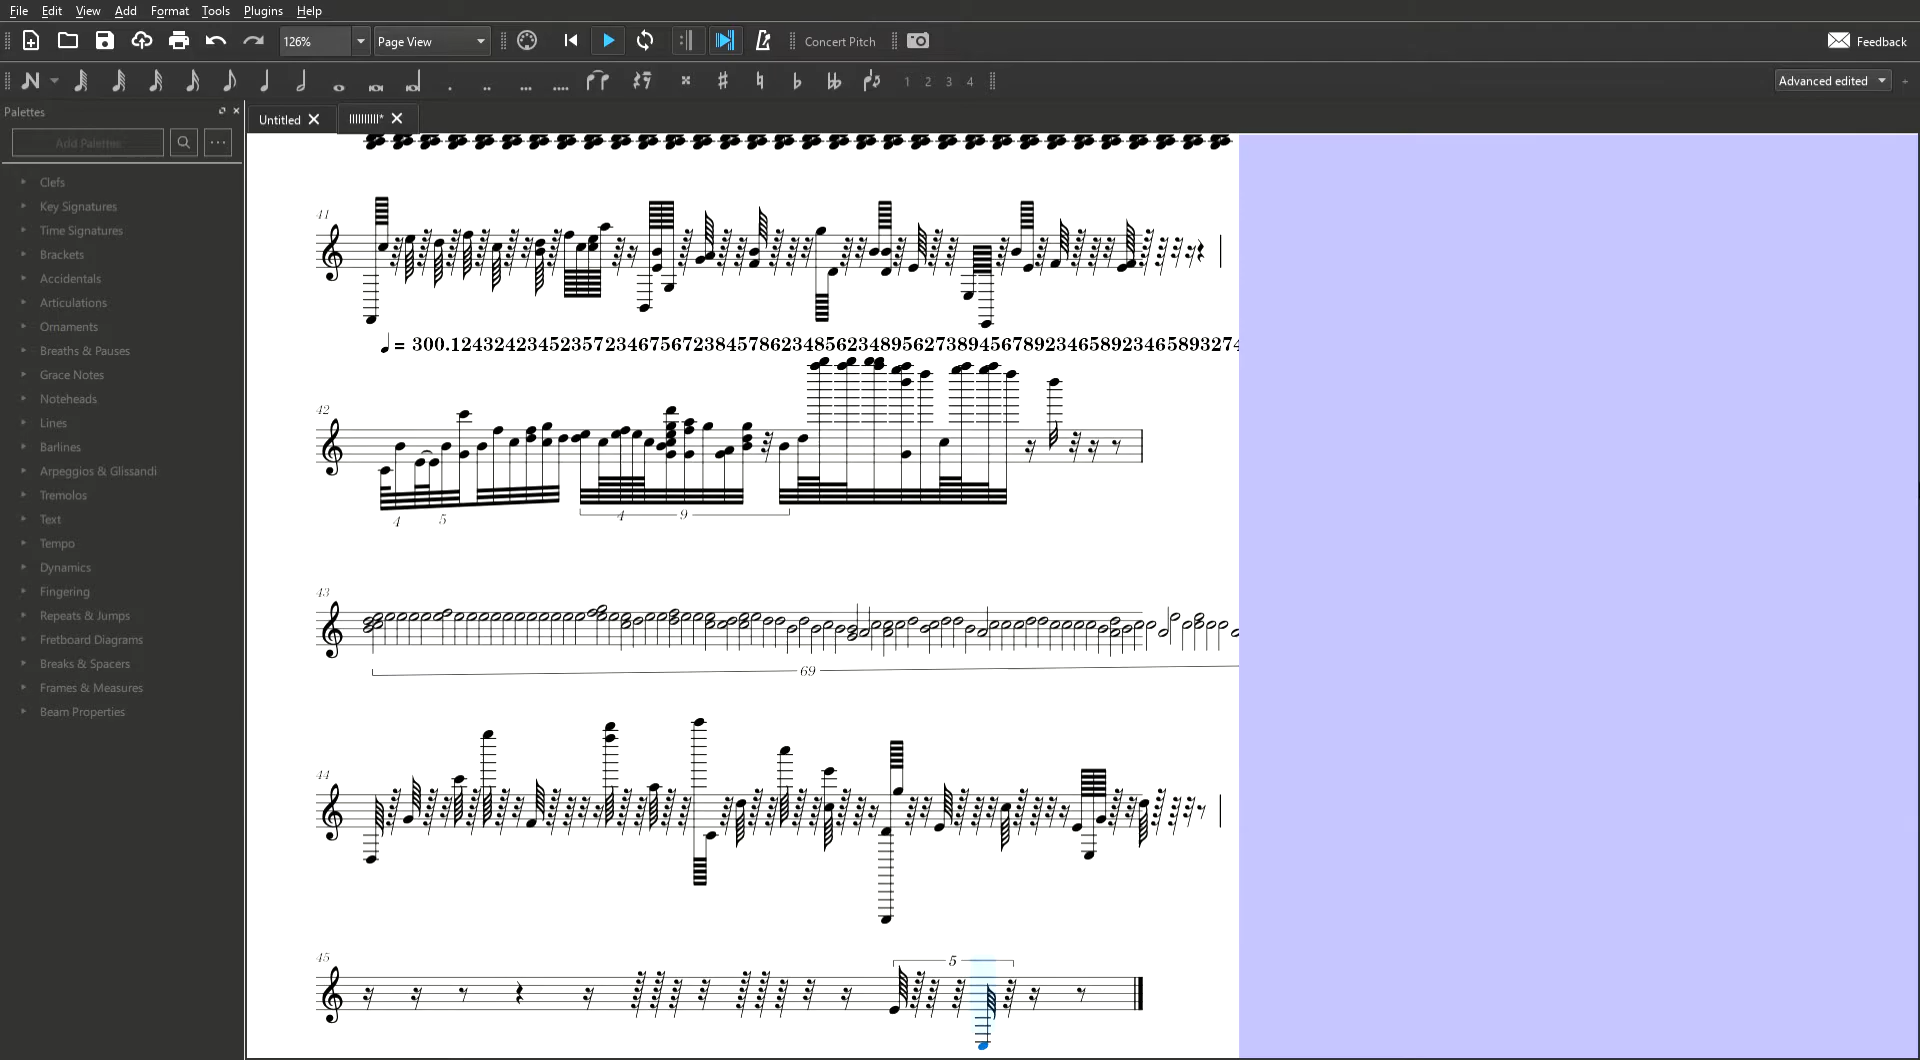 File Edit View Add Format Tools Plugins Help
126% Page View Concert Pitch Feedback
1 2 3 4 Advanced edited
Palettes
Untitled ||||||||||*
Add Palettes
Clefs
Key Signatures
Time Signatures
Brackets
Accidentals
Articulations
Ornaments
Breaths & Pauses
Grace Notes
Noteheads
Lines
Barlines
Arpeggios & Glissandi
Tremolos
Text
Tempo
Dynamics
Fingering
Repeats & Jumps
Fretboard Diagrams
Breaks & Spacers
Frames & Measures
Beam Properties
41
= 300.12432423452357234675672384578623485623489562738945678923465892346589327 4
42
4 5 4 9
43
69
44
45
5